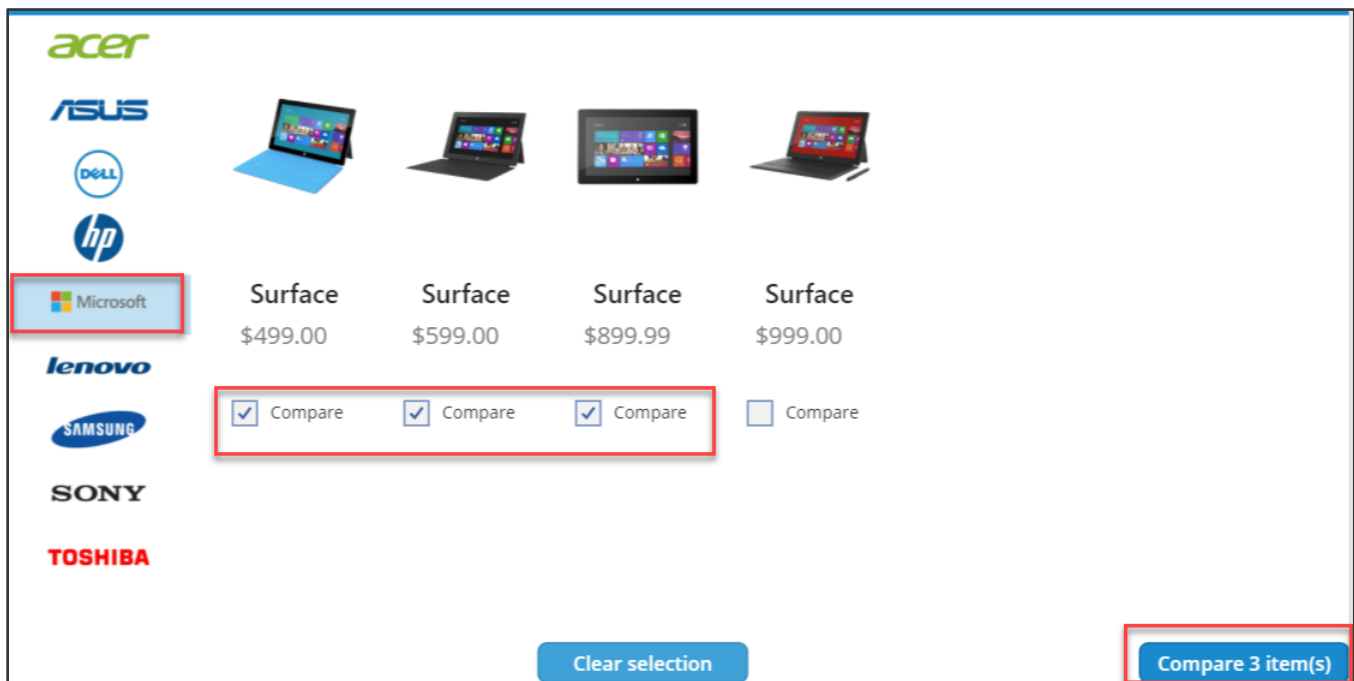 acer
ASUS
DELL
hp
Microsoft
lenovo
SAMSUNG
SONY
TOSHIBA
Surface Surface Surface Surface
$499.00 $599.00 $899.99 $999.00
Compare Compare Compare Compare
Clear selection
Compare 3 item(s)